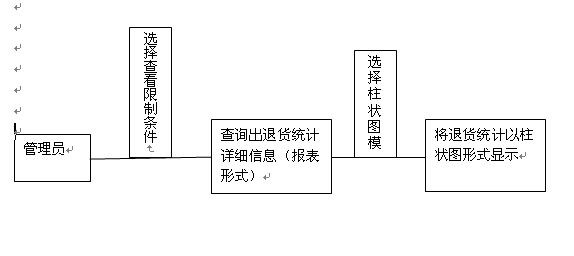 管理员
选择查看限制条件
查询出退货统计
详细信息（报表
形式）
选择柱状图模
将退货统计以柱
状图形式显示